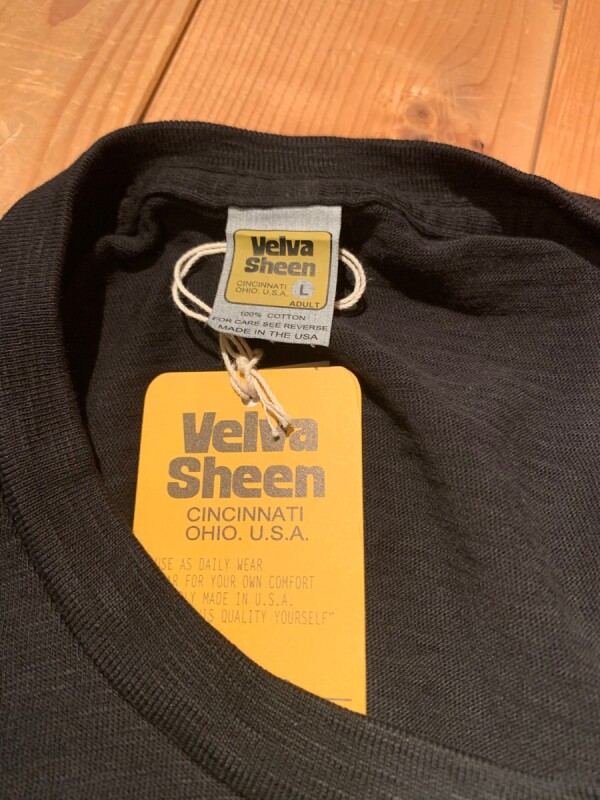 Velva
Sheen
CINCINNATI
OHIO. U.S.A. L
ADULT
100% COTTON
FOR CARE SEE REVERSE
MADE IN THE USA
Velva
Sheen
CINCINNATI
OHIO. U.S.A.
USE AS DAILY WEAR
FOR YOUR OWN COMFORT
MADE IN U.S.A.
QUALITY YOURSELF"